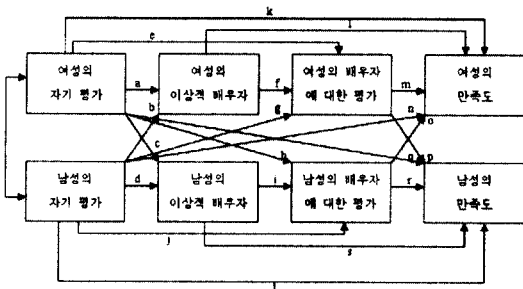 k
l
e
여성의
자기 평가
a
여성의
이상적 배우자
f
여성의 배우자
에 대한 평가
m
여성의
만족도
b
g
n
o
c
h
q
p
남성의
자기 평가
d
남성의
이상적 배우자
i
남성의 배우자
에 대한 평가
r
남성의
만족도
j
s